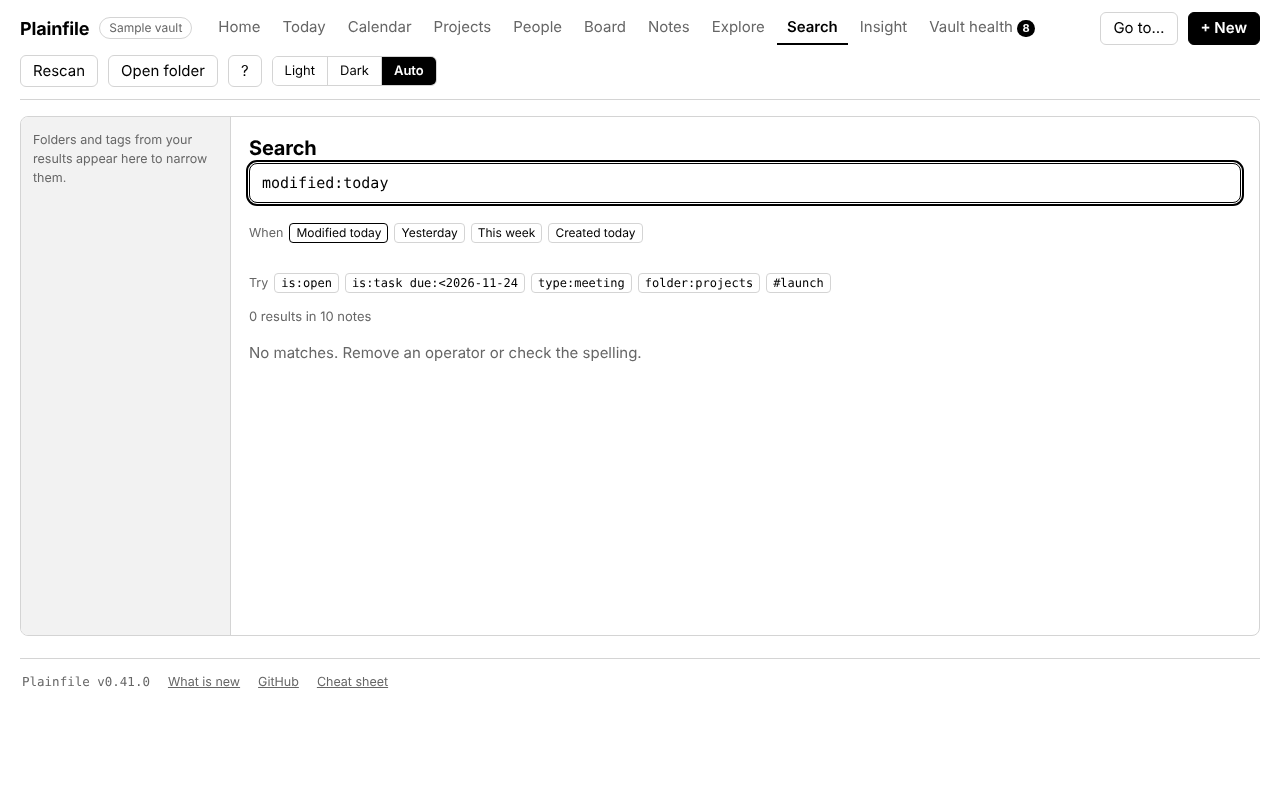 Plainfile Sample vault Home Today Calendar Projects People Board Notes Explore Search Insight Vault health 8 Go to... + New
Rescan Open folder ? Light Dark Auto
Folders and tags from your
results appear here to narrow
them.
Search
modified:today
When Modified today Yesterday This week Created today
Try is:open is:task due:<2026-11-24 type:meeting folder:projects #launch
0 results in 10 notes
No matches. Remove an operator or check the spelling.
Plainfile v0.41.0 What is new GitHub Cheat sheet